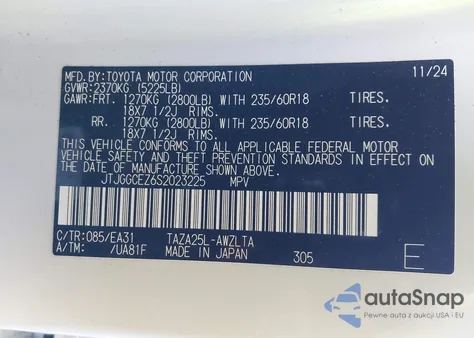 MFD.BY:TOYOTA MOTOR CORPORATION 11/24
GVWR:2370KG (5225LB)
GAWR:FRT. 1270KG (2800LB) WITH 235/60R18 TIRES.
18X7 1/2J RIMS.
RR. 1270KG (2800LB) WITH 235/60R18 TIRES.
18X7 1/2J RIMS.
THIS VEHICLE CONFORMS TO ALL APPLICABLE FEDERAL MOTOR
VEHICLE SAFETY AND THEFT PREVENTION STANDARDS IN EFFECT ON
THE DATE OF MANUFACTURE SHOWN ABOVE.
JTJGGCEZ6S2023225 MPV
C/TR:085/EA31 TAZA25L-AWZLTA
A/TM: /UA81F MADE IN JAPAN 305 E
autoSnap
Pewne auta z aukcji USA i EU